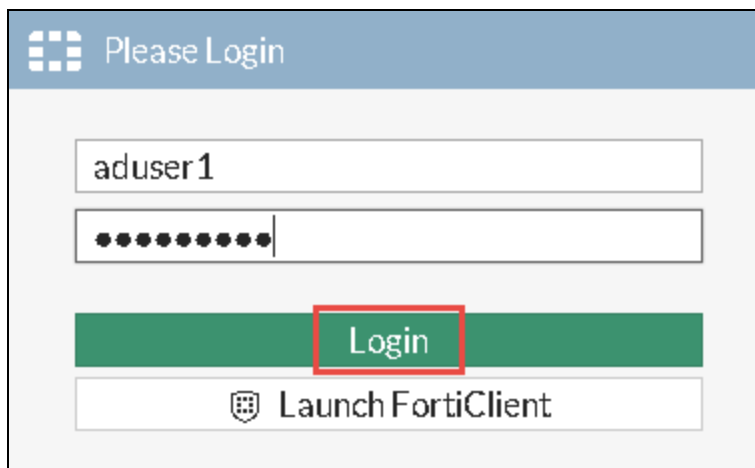 Please Login
aduser1
•••••••••
Login
Launch FortiClient